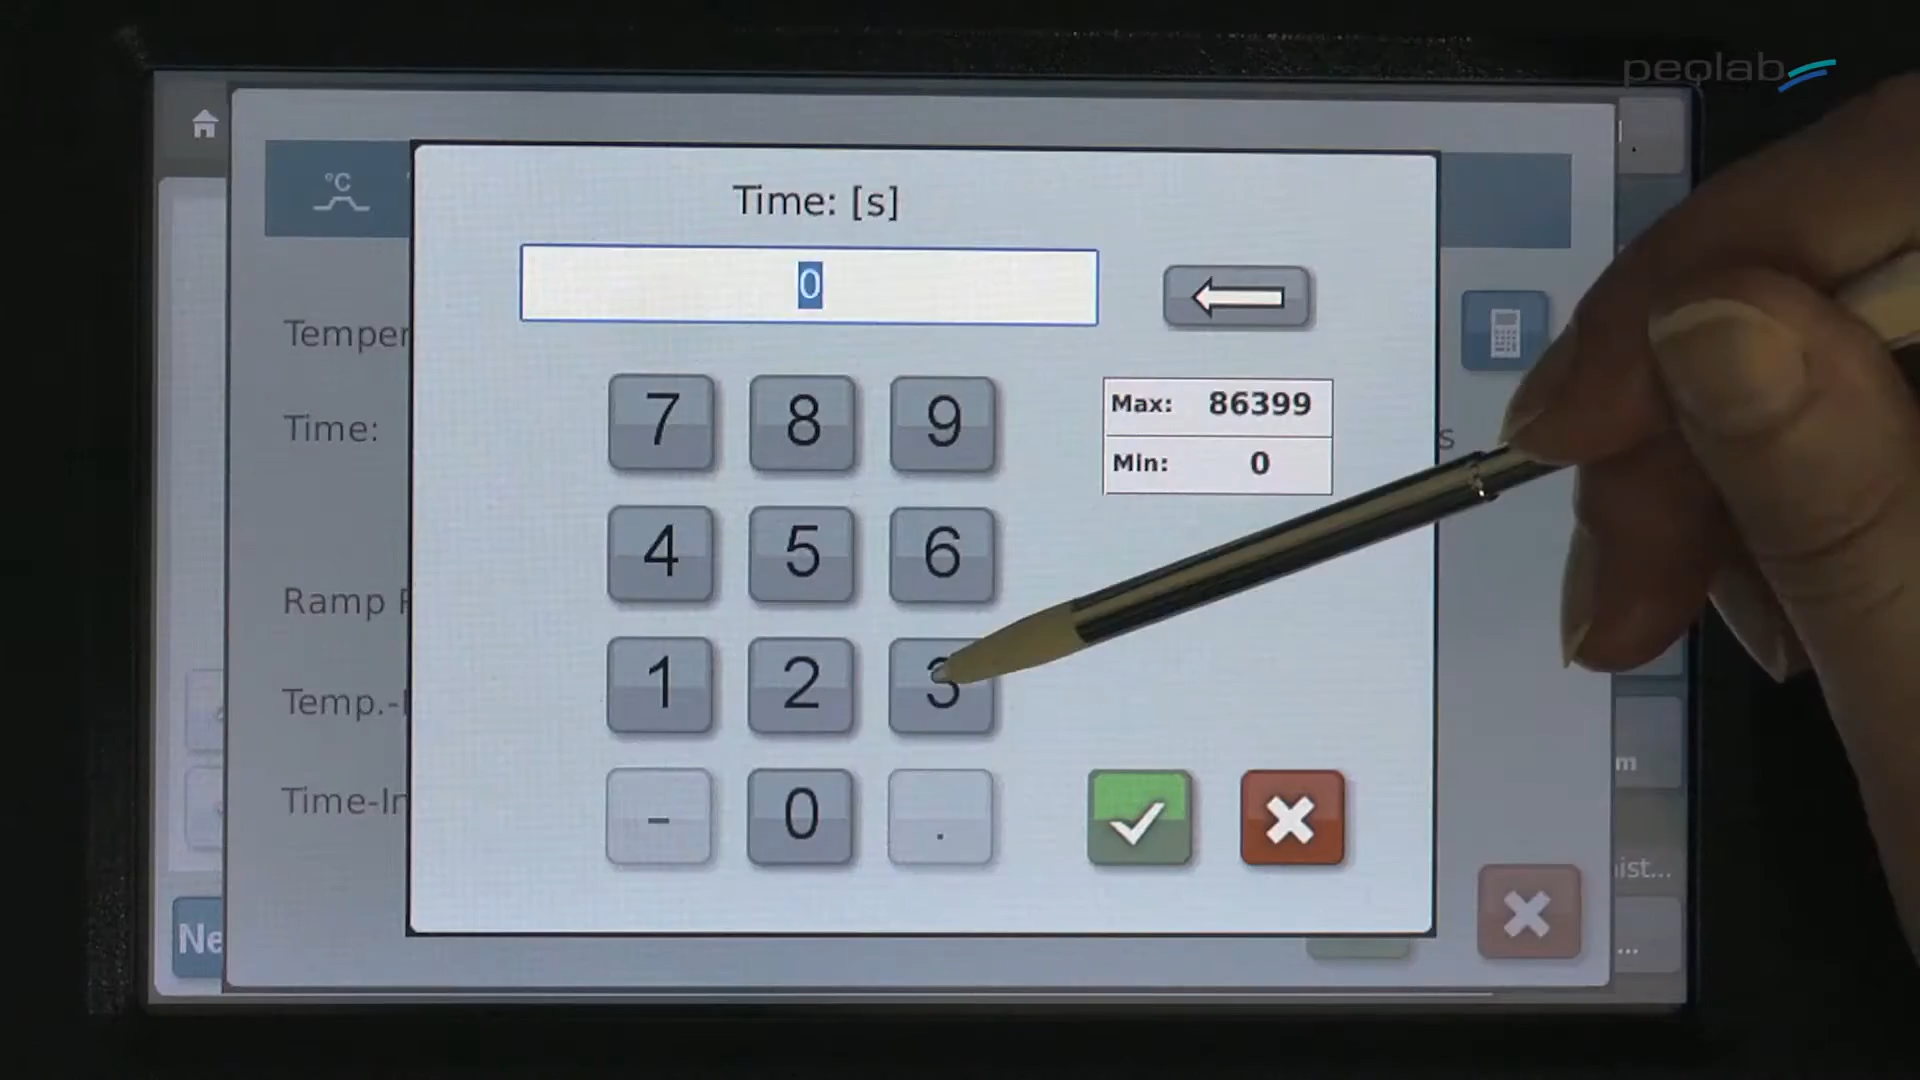 peqlab
°C
Time: [s]
0
Temper
Time:
s
Max: 86399
Min: 0
7 8 9
4 5 6
1 2 3
- 0 .
Ramp
Temp.-
Time-In
m
ist...
...
Ne